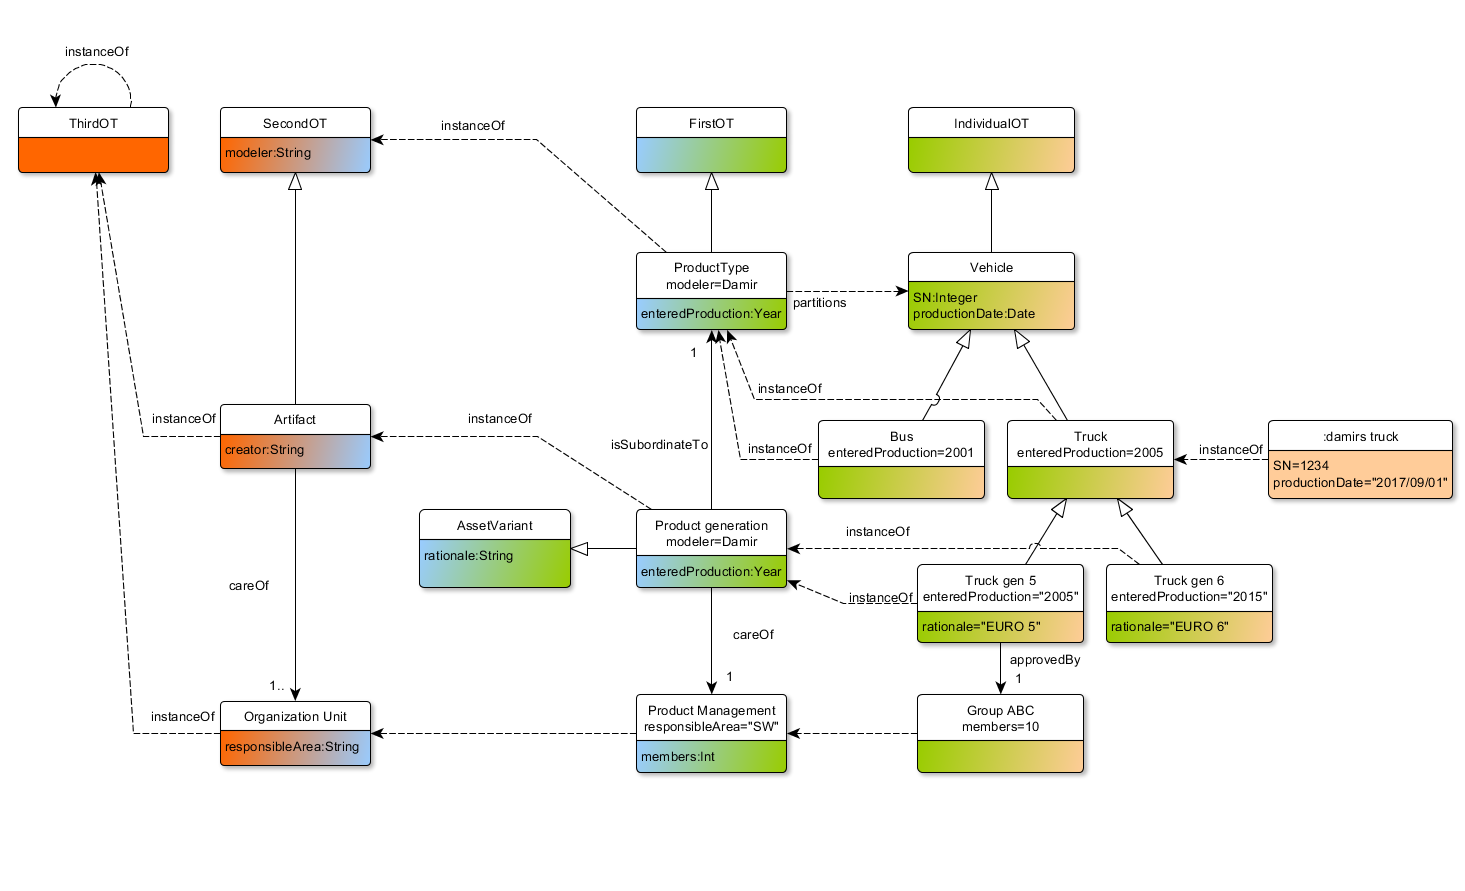 instanceOf
ThirdOT
SecondOT
modeler:String
instanceOf
FirstOT
IndividualOT
ProductType
modeler=Damir
enteredProduction:Year
partitions
Vehicle
SN:Integer
productionDate:Date
1
instanceOf
instanceOf
Artifact
creator:String
instanceOf
isSubordinateTo
instanceOf
Bus
enteredProduction=2001
Truck
enteredProduction=2005
instanceOf
:damirs truck
SN=1234
productionDate="2017/09/01"
AssetVariant
rationale:String
Product generation
modeler=Damir
enteredProduction:Year
instanceOf
instanceOf
Truck gen 5
enteredProduction="2005"
rationale="EURO 5"
Truck gen 6
enteredProduction="2015"
rationale="EURO 6"
careOf
careOf
approvedBy
1..
1
1
instanceOf
Organization Unit
responsibleArea:String
Product Management
responsibleArea="SW"
members:Int
Group ABC
members=10